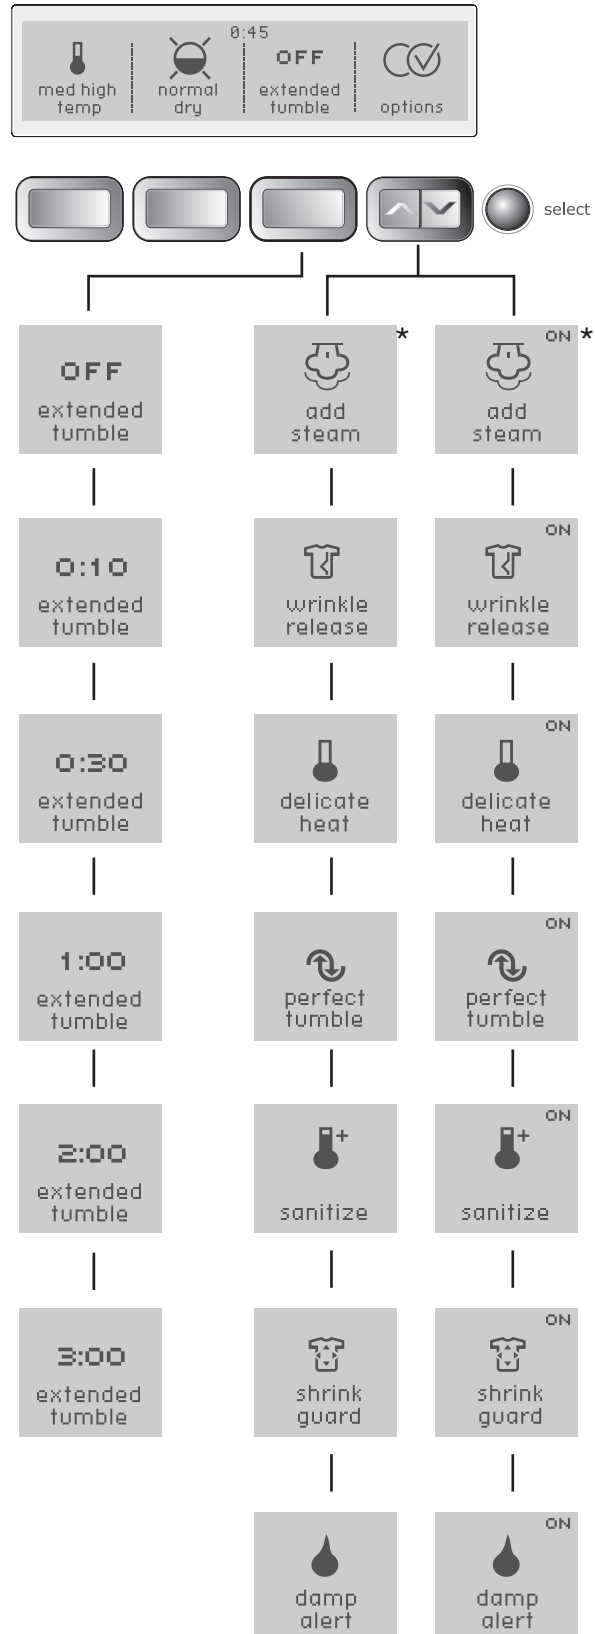 0:45
OFF
med high normal extended
temp dry tumble options
select
* ON *
OFF
extended add add
tumble steam steam
ON
0:10
extended wrinkle wrinkle
tumble release release
ON
0:30
extended delicate delicate
tumble heat heat
ON
1:00
extended perfect perfect
tumble tumble tumble
ON
2:00 + +
extended
tumble sanitize sanitize
ON
3:00
extended shrink shrink
tumble guard guard
ON
damp damp
alert alert